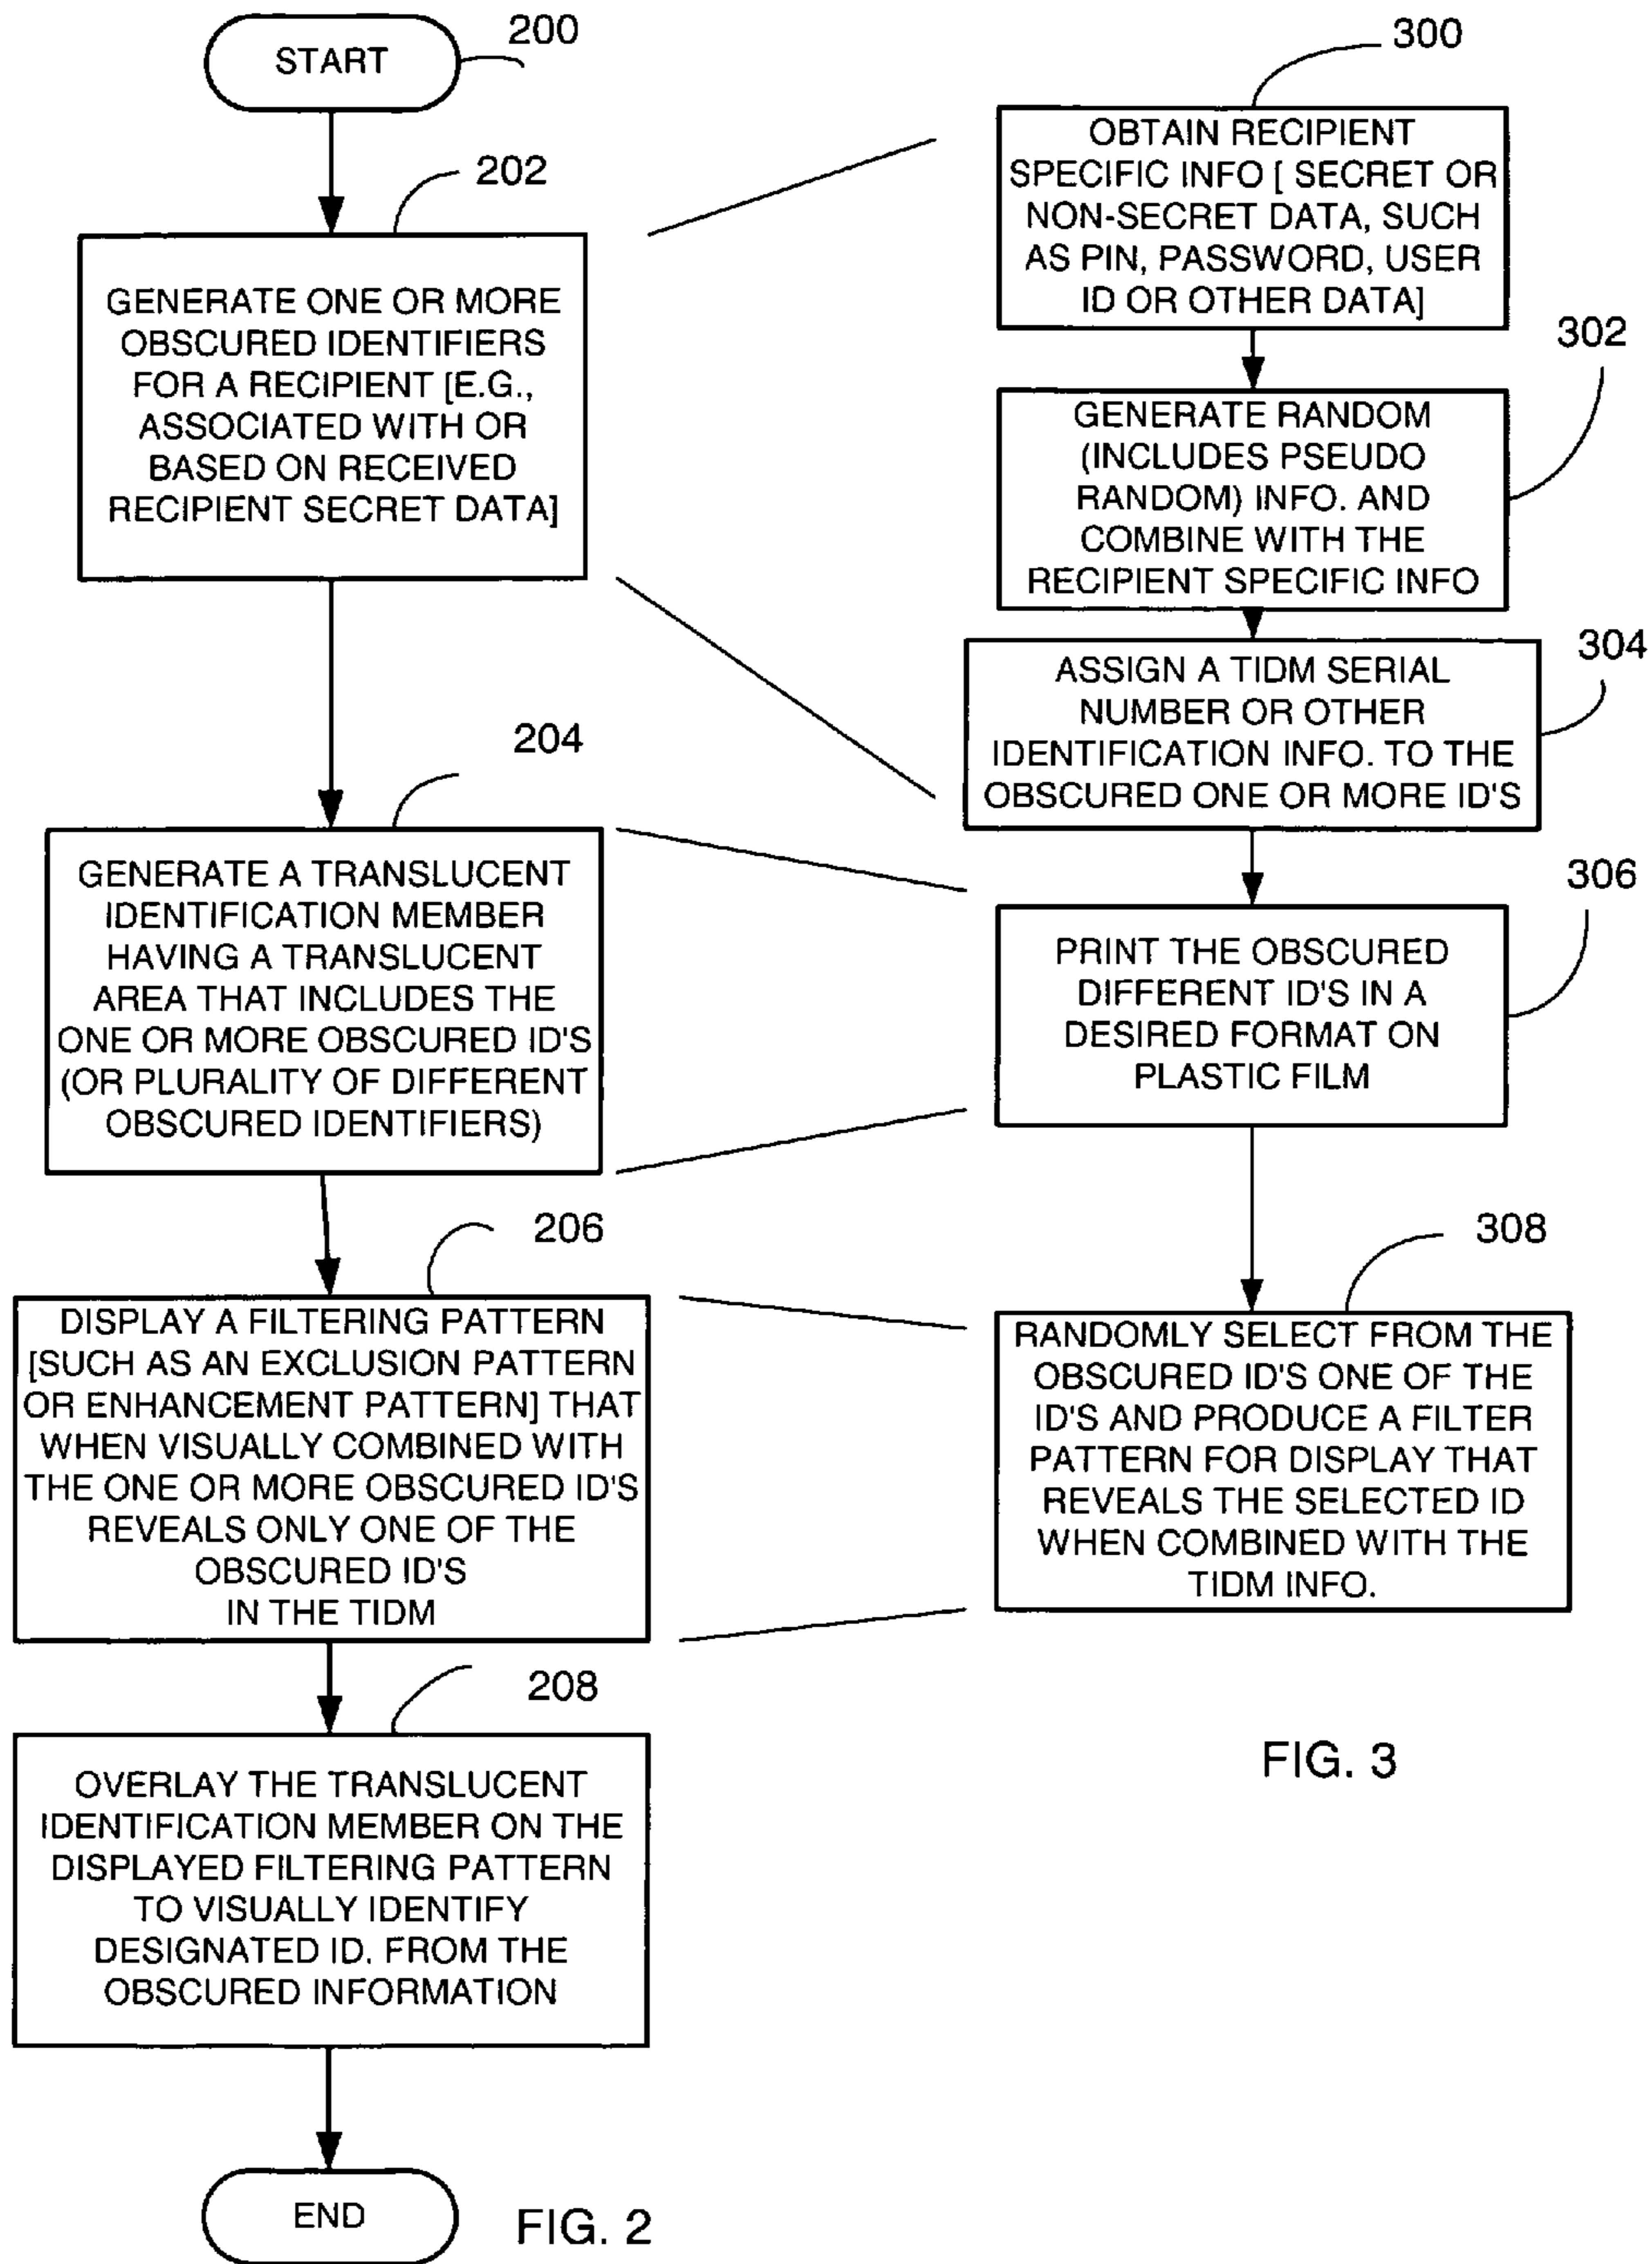 START
200
202
GENERATE ONE OR MORE
OBSCURED IDENTIFIERS
FOR A RECIPIENT [E.G.,
ASSOCIATED WITH OR
BASED ON RECEIVED
RECIPIENT SECRET DATA]
204
GENERATE A TRANSLUCENT
IDENTIFICATION MEMBER
HAVING A TRANSLUCENT
AREA THAT INCLUDES THE
ONE OR MORE OBSCURED ID'S
(OR PLURALITY OF DIFFERENT
OBSCURED IDENTIFIERS)
206
DISPLAY A FILTERING PATTERN
[SUCH AS AN EXCLUSION PATTERN
OR ENHANCEMENT PATTERN] THAT
WHEN VISUALLY COMBINED WITH
THE ONE OR MORE OBSCURED ID'S
REVEALS ONLY ONE OF THE
OBSCURED ID'S
IN THE TIDM
208
OVERLAY THE TRANSLUCENT
IDENTIFICATION MEMBER ON THE
DISPLAYED FILTERING PATTERN
TO VISUALLY IDENTIFY
DESIGNATED ID. FROM THE
OBSCURED INFORMATION
END
FIG. 2
300
OBTAIN RECIPIENT
SPECIFIC INFO [ SECRET OR
NON-SECRET DATA, SUCH
AS PIN, PASSWORD, USER
ID OR OTHER DATA]
302
GENERATE RANDOM
(INCLUDES PSEUDO
RANDOM) INFO. AND
COMBINE WITH THE
RECIPIENT SPECIFIC INFO
304
ASSIGN A TIDM SERIAL
NUMBER OR OTHER
IDENTIFICATION INFO. TO THE
OBSCURED ONE OR MORE ID'S
306
PRINT THE OBSCURED
DIFFERENT ID'S IN A
DESIRED FORMAT ON
PLASTIC FILM
308
RANDOMLY SELECT FROM THE
OBSCURED ID'S ONE OF THE
ID'S AND PRODUCE A FILTER
PATTERN FOR DISPLAY THAT
REVEALS THE SELECTED ID
WHEN COMBINED WITH THE
TIDM INFO.
FIG. 3